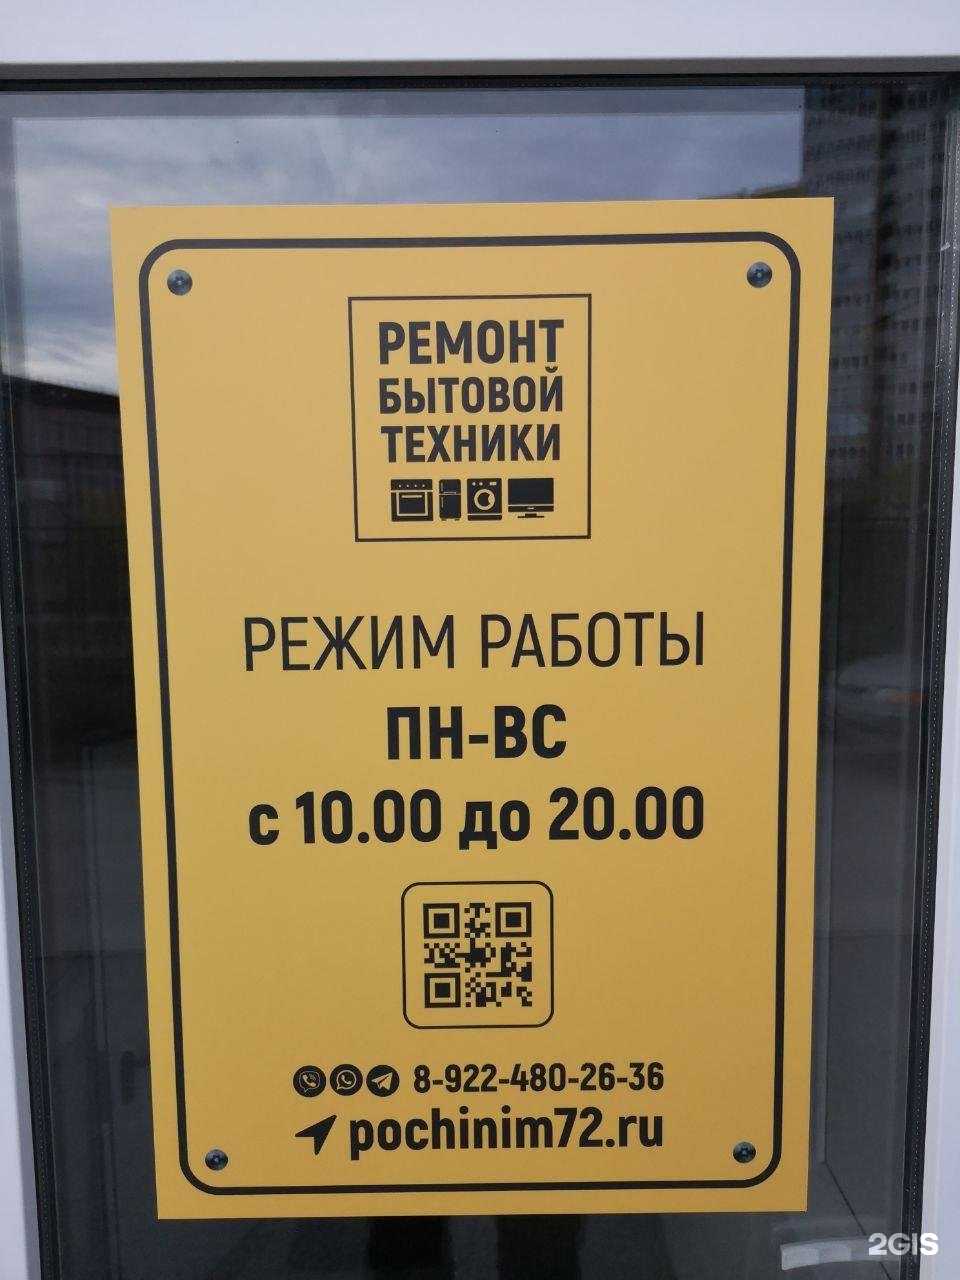 РЕМОНТ
БЫТОВОЙ
ТЕХНИКИ
РЕЖИМ РАБОТЫ
ПН-ВС
с 10.00 до 20.00
8-922-480-26-36
pochinim72.ru
2GIS